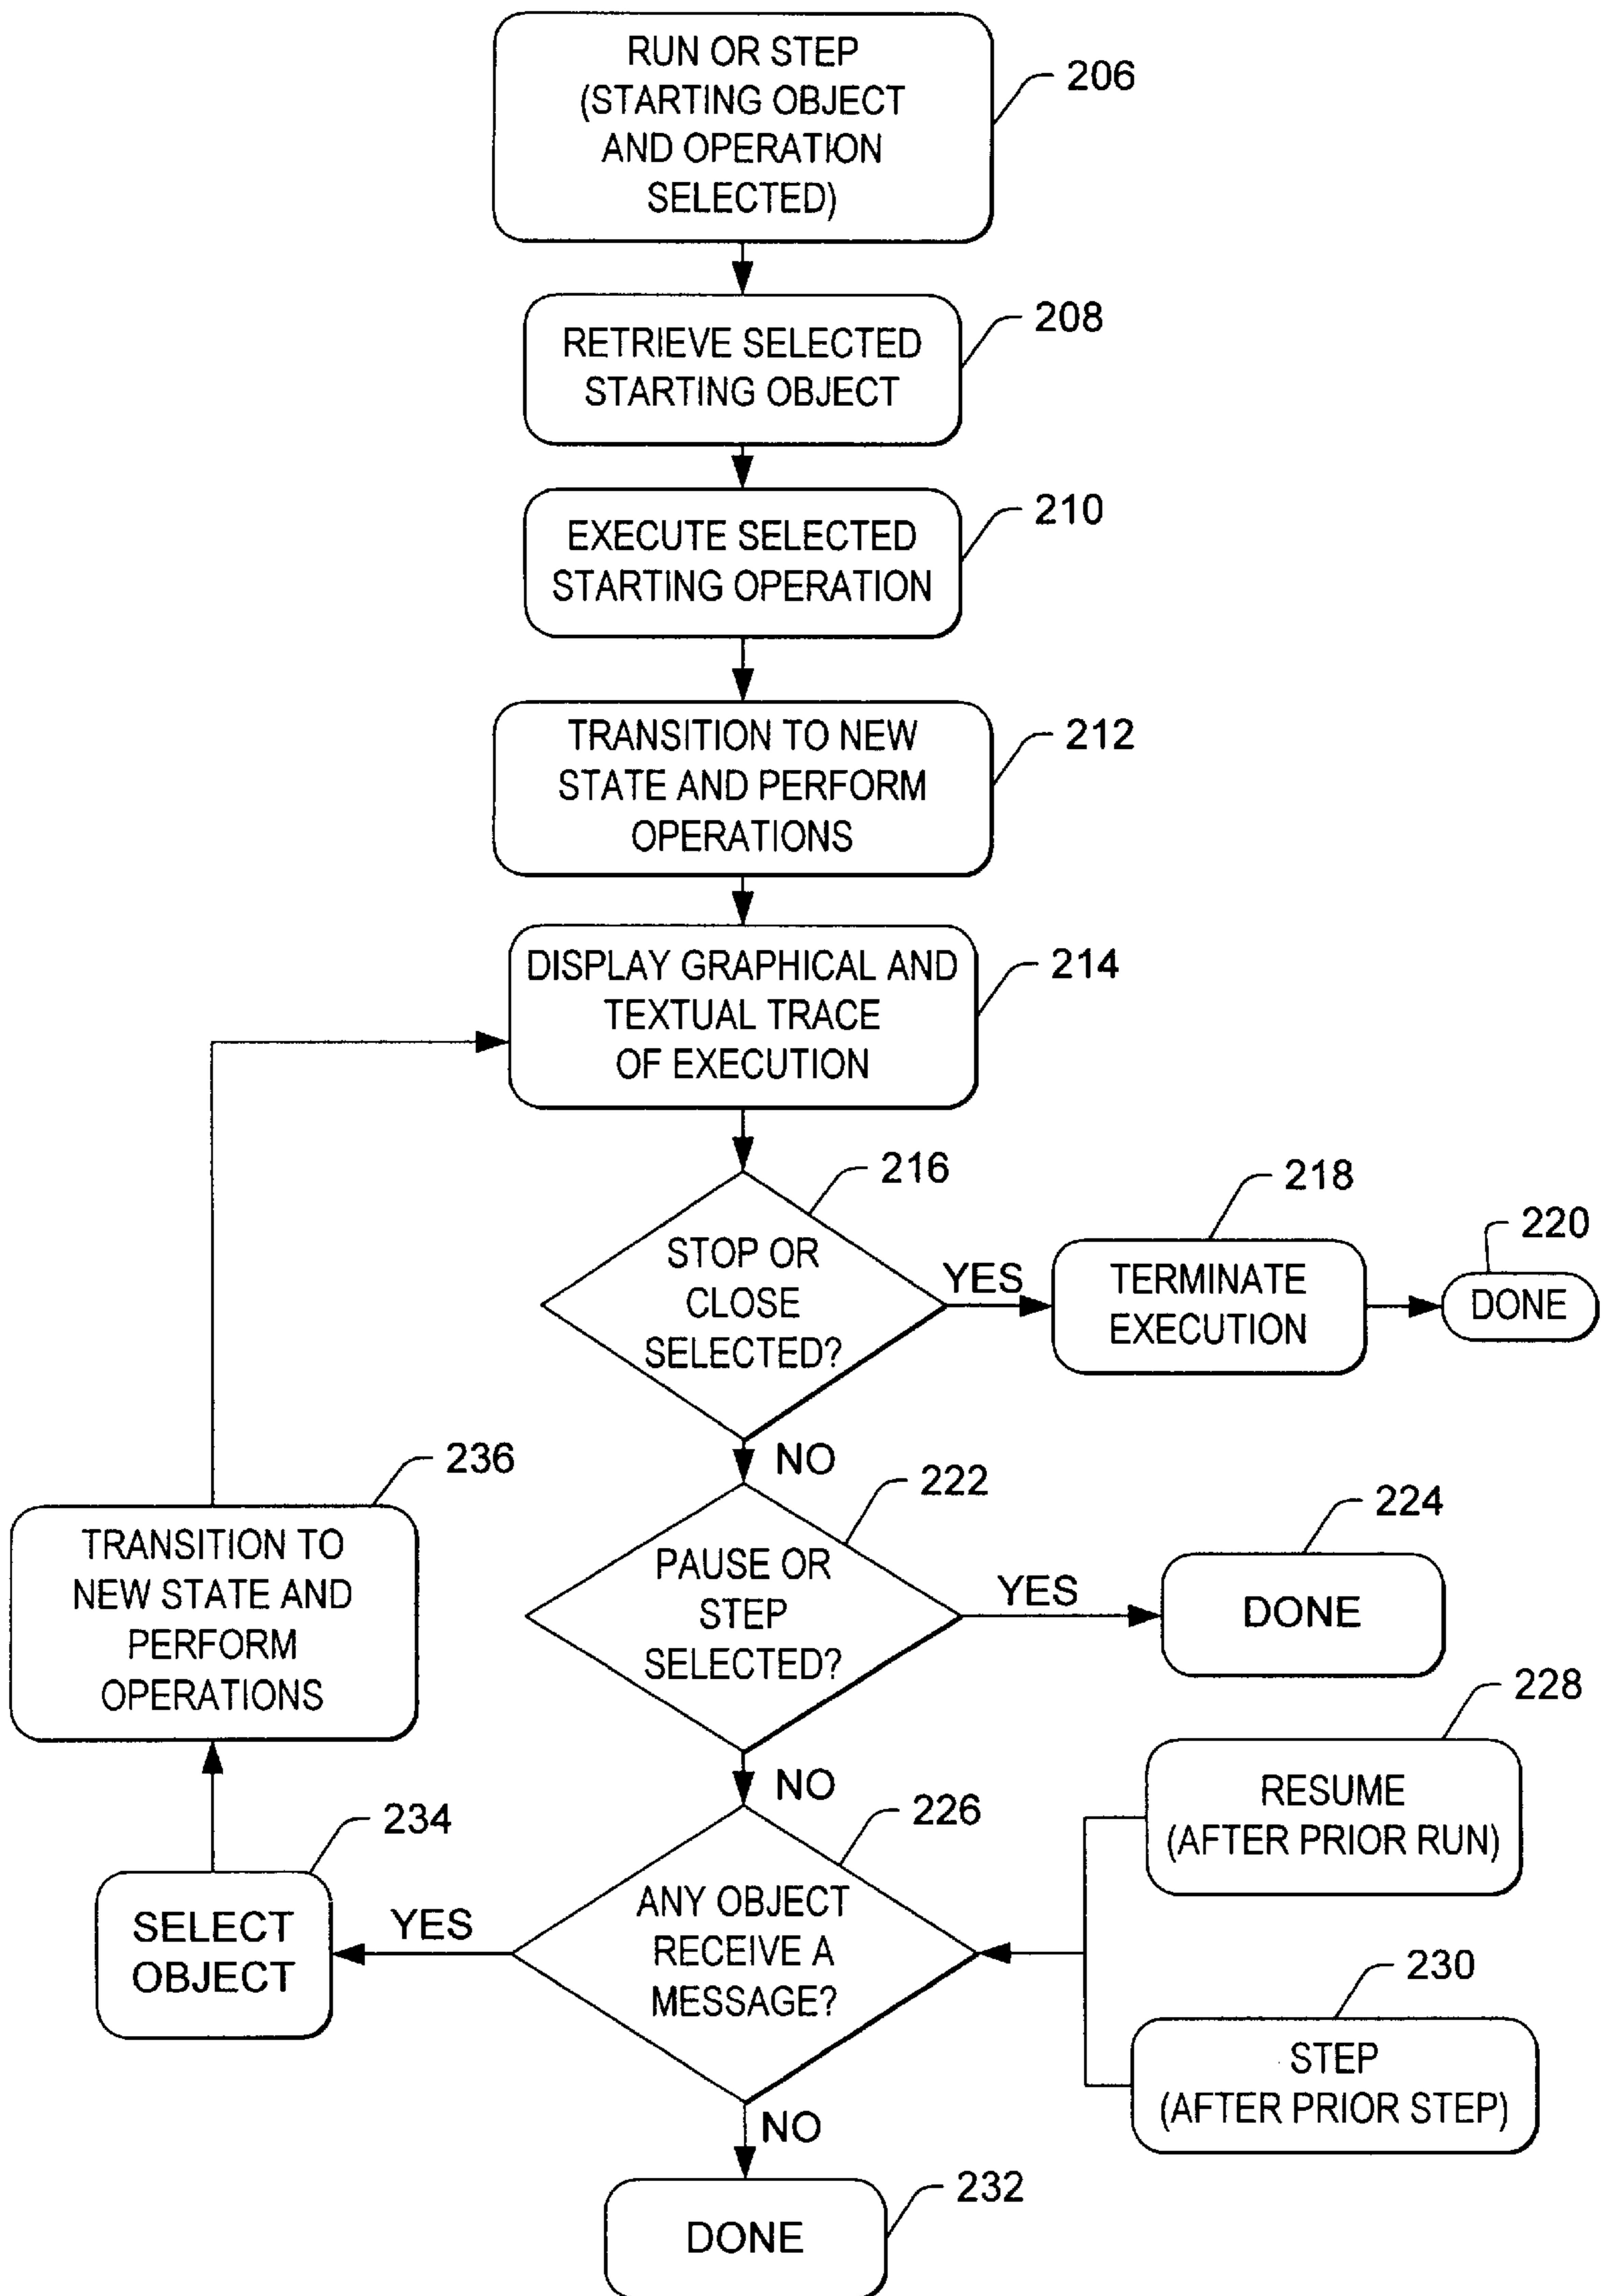 RUN OR STEP
(STARTING OBJECT
AND OPERATION
SELECTED)
206
RETRIEVE SELECTED
STARTING OBJECT
208
EXECUTE SELECTED
STARTING OPERATION
210
TRANSITION TO NEW
STATE AND PERFORM
OPERATIONS
212
DISPLAY GRAPHICAL AND
TEXTUAL TRACE
OF EXECUTION
214
STOP OR
CLOSE
SELECTED?
216
YES
TERMINATE
EXECUTION
218
DONE
220
NO
PAUSE OR
STEP
SELECTED?
222
YES
DONE
224
NO
ANY OBJECT
RECEIVE A
MESSAGE?
226
RESUME
(AFTER PRIOR RUN)
228
STEP
(AFTER PRIOR STEP)
230
NO
DONE
232
YES
SELECT
OBJECT
234
TRANSITION TO
NEW STATE AND
PERFORM
OPERATIONS
236